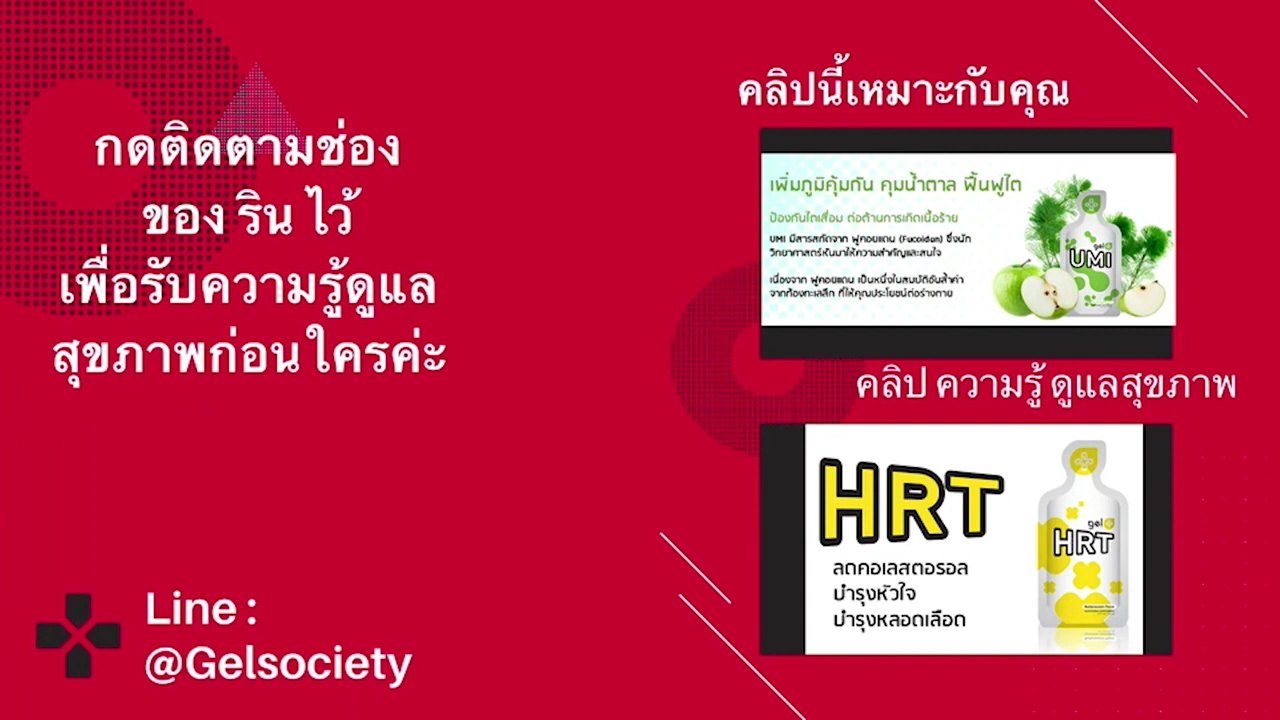 กดติดตามช่อง
ของ ริน ไว้
เพื่อรับความรู้ดูแล
สุขภาพก่อนใครค่ะ
Line :
@Gelsociety
คลิปนี้เหมาะกับคุณ
เพิ่มภูมิคุ้มกัน คุมน้ำตาล ฟื้นฟูไต
ป้องกันไตเสื่อม ต่อต้านการเกิดเนื้อร้าย
UMI มีสารสกัดจาก ฟูคอยแดน (Fucoidan) ซึ่งนัก
วิทยาศาสตร์หันมาให้ความสำคัญและสนใจ
เนื่องจาก ฟูคอยแดน เป็นหนึ่งในสมบัติอันล้ำค่า
จากท้องทะเลลึก ที่ให้คุณประโยชน์ต่อร่างกาย
gel
UMI
คลิป ความรู้ ดูแลสุขภาพ
HRT
ลดคอเลสตอรอล
บำรุงหัวใจ
บำรุงหลอดเลือด
gel
HRT